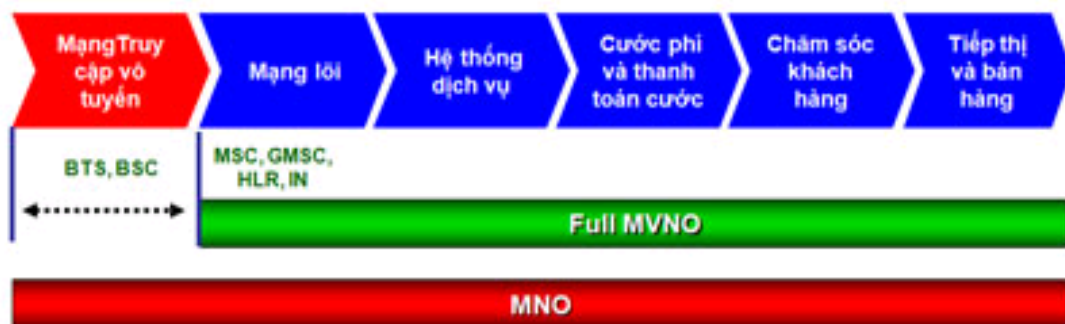 MạngTruy
cập vô
tuyến
Mạng lõi
Hệ thống
dịch vụ
Cước phí
và thanh
toán cước
Chăm sóc
khách
hàng
Tiếp thị
và bán
hàng
BTS, BSC
MSC, GMSC,
HLR, IN
Full MVNO
MNO